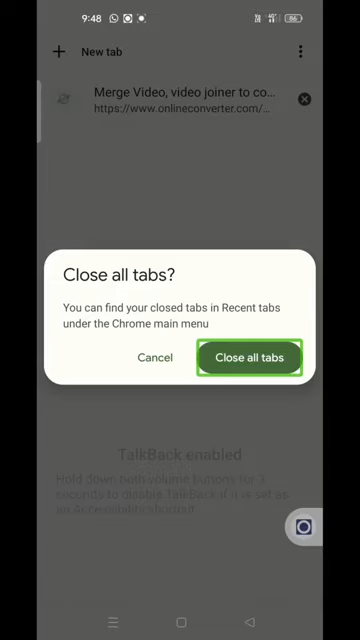 9:48
86
New tab
Merge Video, video joiner to co...
https://www.onlineconverter.com/...
Close all tabs?
You can find your closed tabs in Recent tabs
under the Chrome main menu
Cancel
Close all tabs
TalkBack enabled
Hold down both volume buttons for 3
seconds to disable TalkBack if it is set as
an Accessibility shortcut